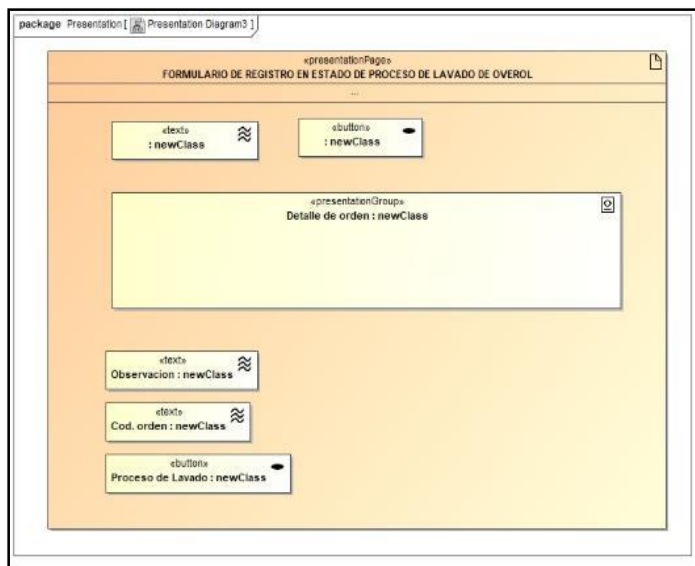 package Presentation [ Presentation Diagram3 ]
«presentationPage»
FORMULARIO DE REGISTRO EN ESTADO DE PROCESO DE LAVADO DE OVEROL
...
«text»
: newClass
«button»
: newClass
«presentationGroup»
Detalle de orden : newClass
«text»
Observacion : newClass
«text»
Cod. orden : newClass
«button»
Proceso de Lavado : newClass